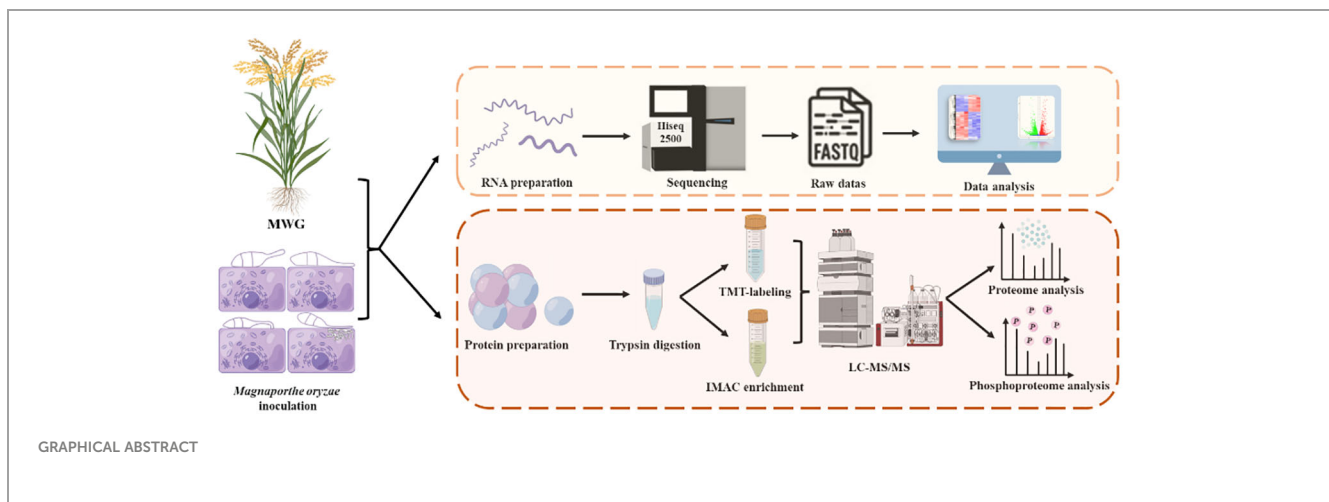 MWG
Magnaporthe oryzae
inoculation
RNA preparation
Hiseq
2500
Sequencing
FASTQ
Raw datas
Data analysis
Protein preparation
Trypsin digestion
TMT-labeling
IMAC enrichment
LC-MS/MS
Proteome analysis
P
P
P
P
P
P
P
Phosphoproteome analysis
GRAPHICAL ABSTRACT